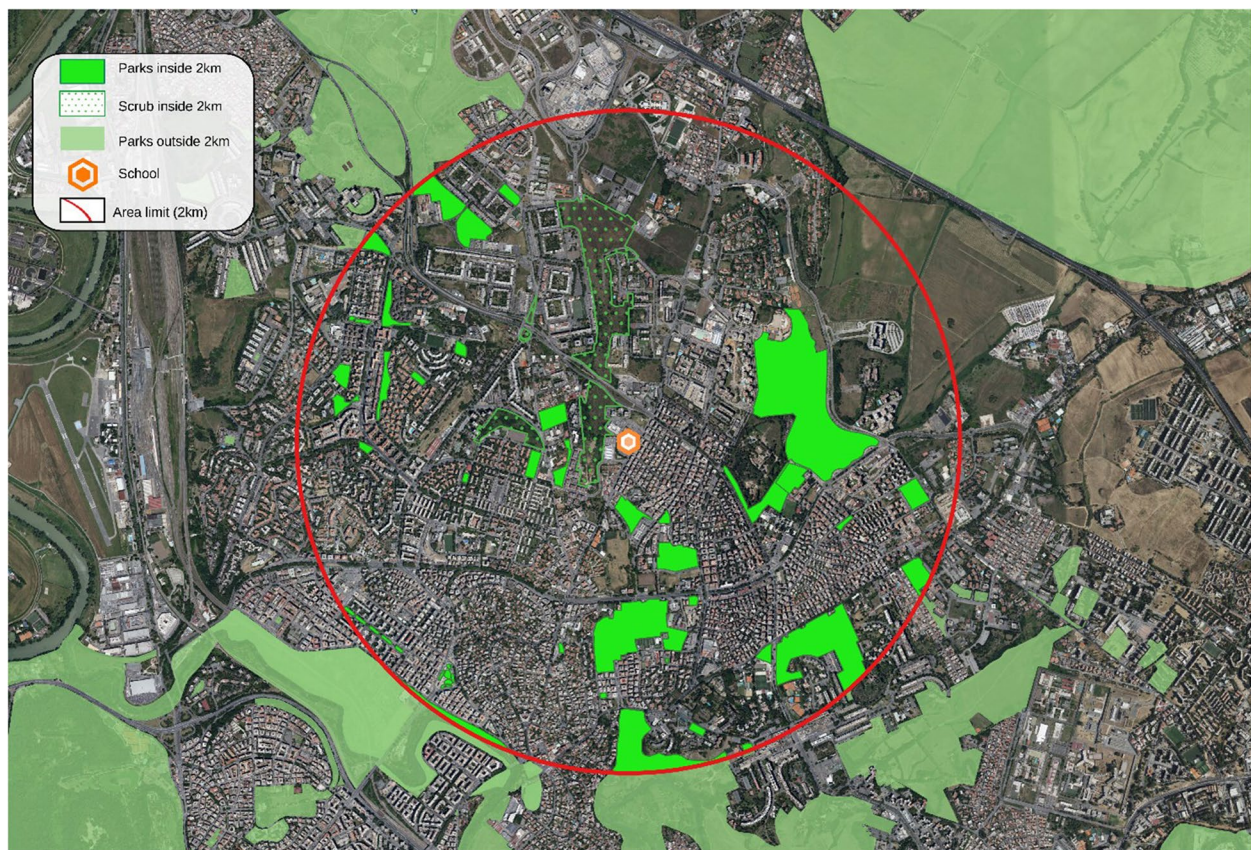 Parks inside 2km
Scrub inside 2km
Parks outside 2km
School
Area limit (2km)